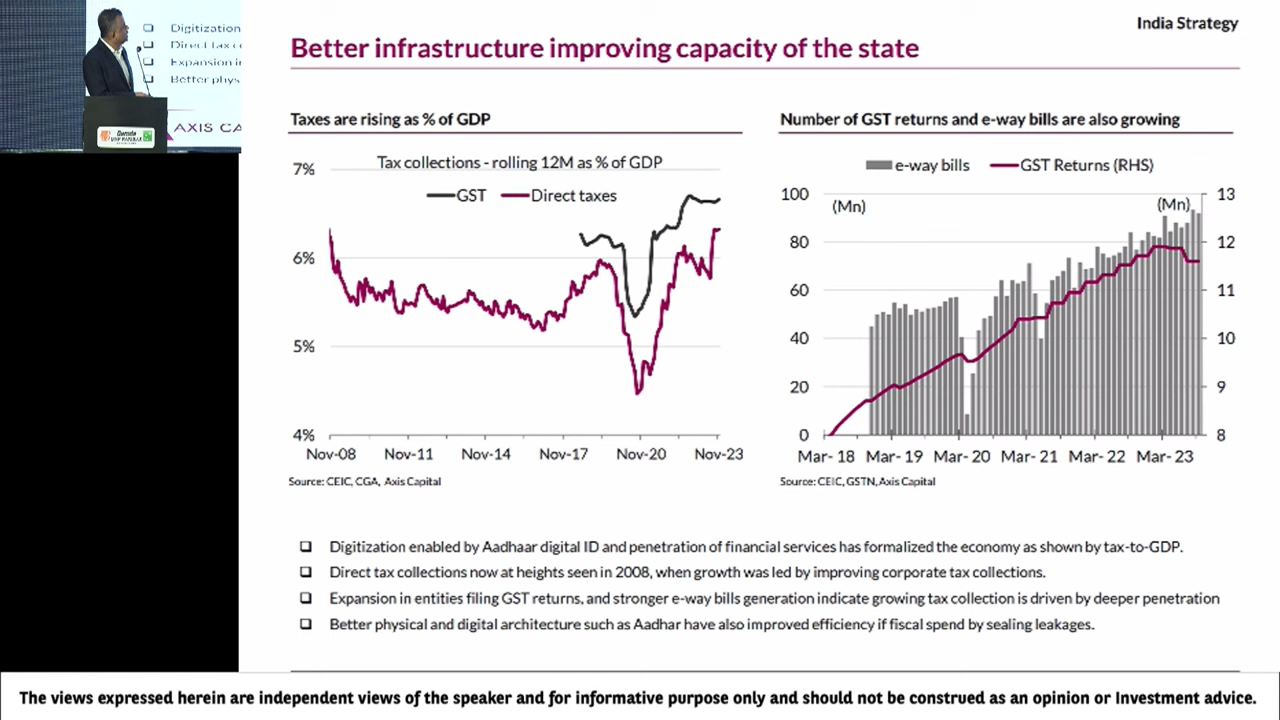 Digitization
Direct tax c
Expansion i
Better phys
AXIS CA
India Strategy
Better infrastructure improving capacity of the state
Taxes are rising as % of GDP
Tax collections - rolling 12M as % of GDP
GST
Direct taxes
7%
6%
5%
4%
Nov-08 Nov-11 Nov-14 Nov-17 Nov-20 Nov-23
Source: CEIC, CGA, Axis Capital
Number of GST returns and e-way bills are also growing
e-way bills
GST Returns (RHS)
(Mn)
(Mn)
100
80
60
40
20
0
13
12
11
10
9
8
Mar- 18 Mar- 19 Mar- 20 Mar- 21 Mar- 22 Mar- 23
Source: CEIC, GSTN, Axis Capital
Digitization enabled by Aadhaar digital ID and penetration of financial services has formalized the economy as shown by tax-to-GDP.
Direct tax collections now at heights seen in 2008, when growth was led by improving corporate tax collections.
Expansion in entities filing GST returns, and stronger e-way bills generation indicate growing tax collection is driven by deeper penetration
Better physical and digital architecture such as Aadhar have also improved efficiency if fiscal spend by sealing leakages.
The views expressed herein are independent views of the speaker and for informative purpose only and should not be construed as an opinion or Investment advice.